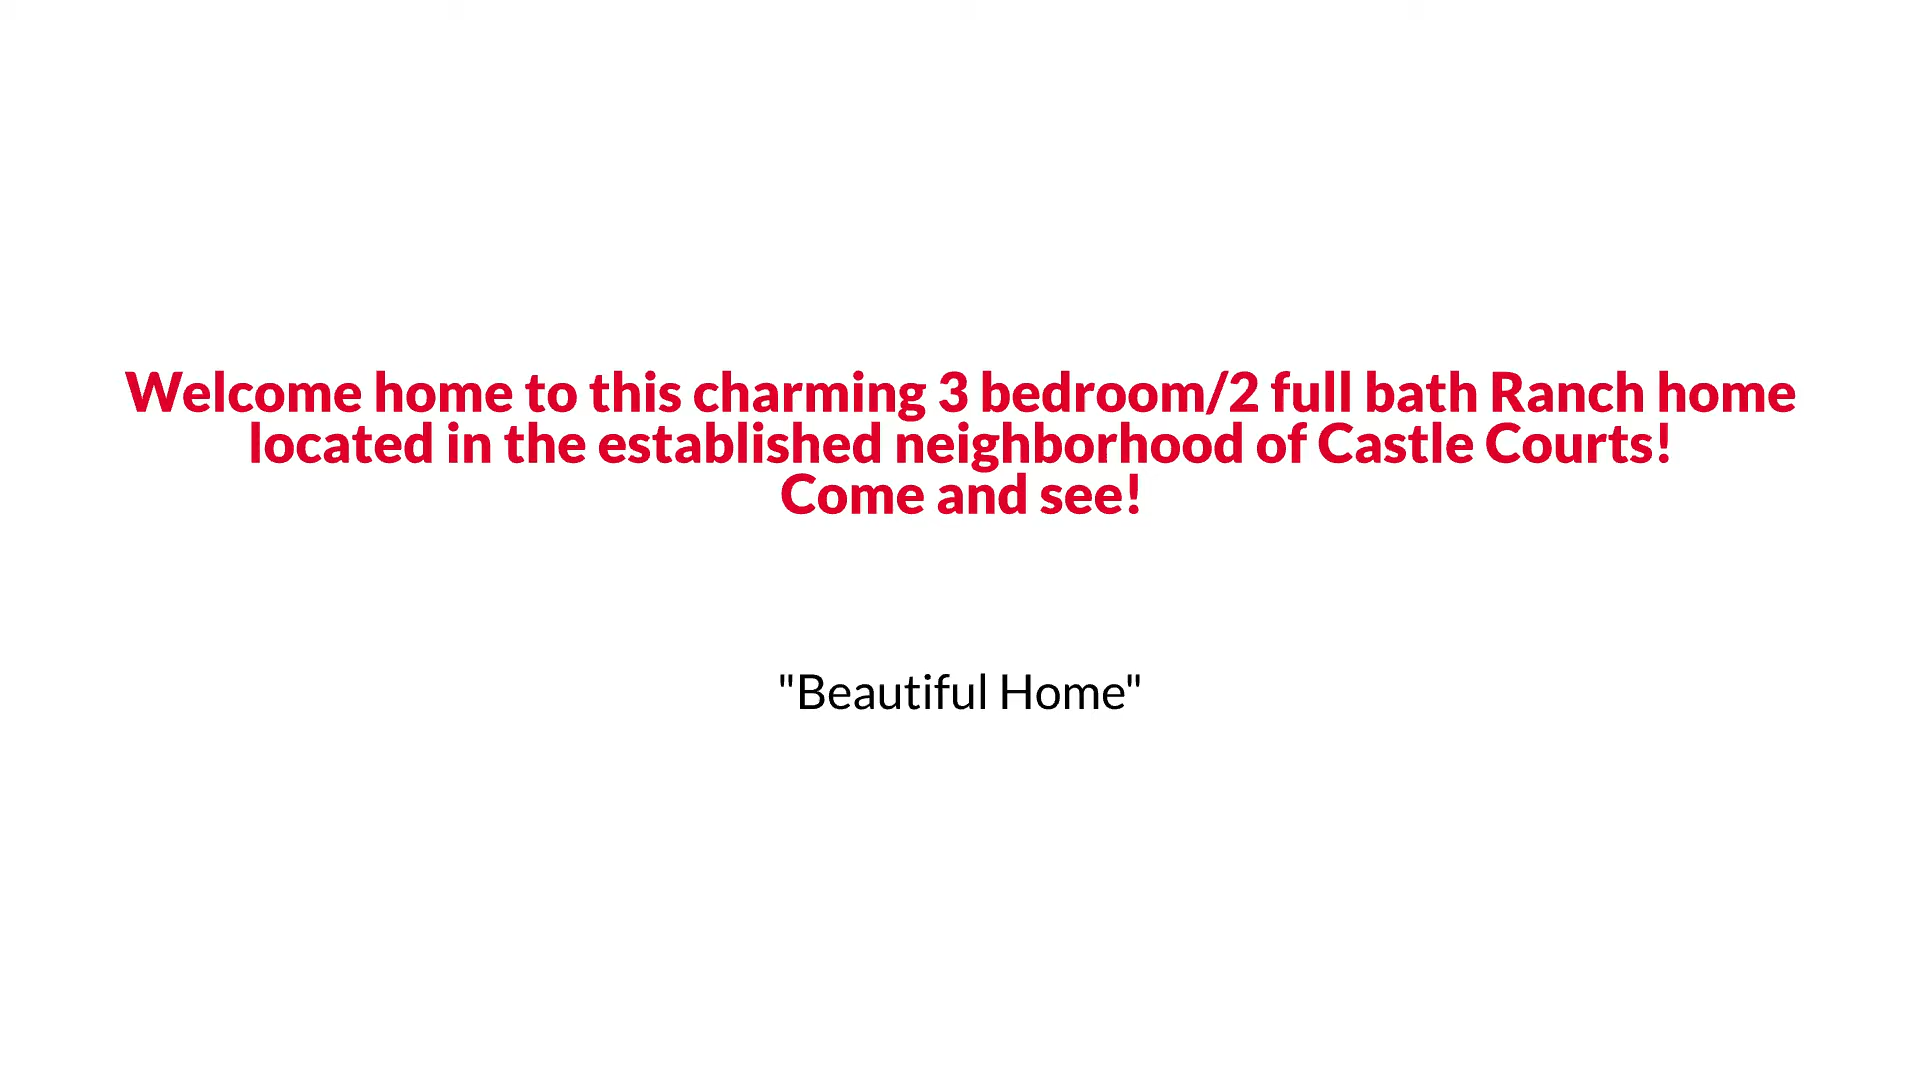 Welcome home to this charming 3 bedroom/2 full bath Ranch home
located in the established neighborhood of Castle Courts!
Come and see!
"Beautiful Home"